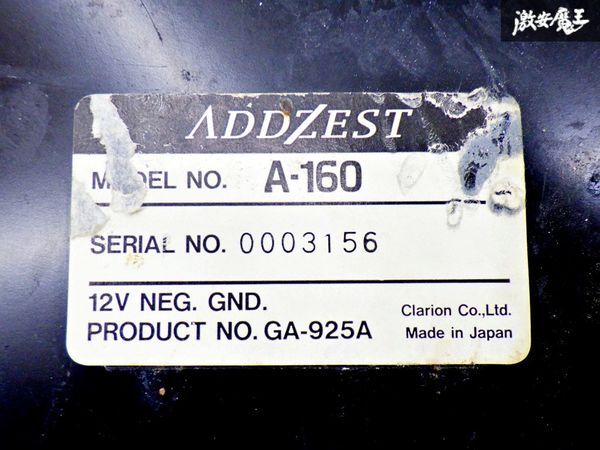 激安魔王
ADDZEST
MODEL NO. A-160
SERIAL NO. 0003156
12V NEG. GND.
PRODUCT NO. GA-925A
Clarion Co.,Ltd.
Made in Japan